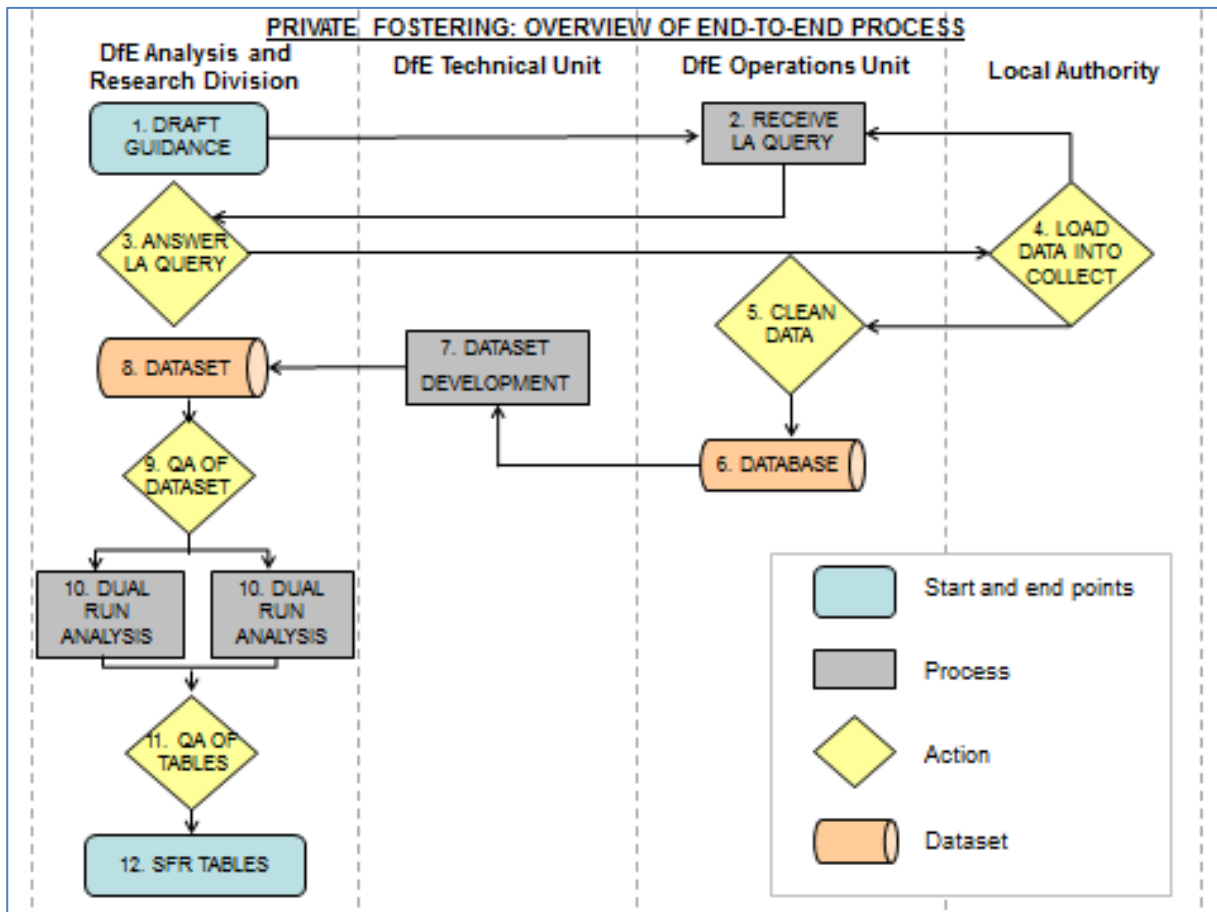 PRIVATE FOSTERING: OVERVIEW OF END-TO-END PROCESS
DfE Analysis and
Research Division
DfE Technical Unit
DfE Operations Unit
Local Authority
1. DRAFT
GUIDANCE
2. RECEIVE
LA QUERY
3. ANSWER
LA QUERY
4. LOAD
DATA INTO
COLLECT
5. CLEAN
DATA
7. DATASET
DEVELOPMENT
8. DATASET
6. DATABASE
9. QA OF
DATASET
10. DUAL
RUN
ANALYSIS
10. DUAL
RUN
ANALYSIS
11. QA OF
TABLES
12. SFR TABLES
Start and end points
Process
Action
Dataset